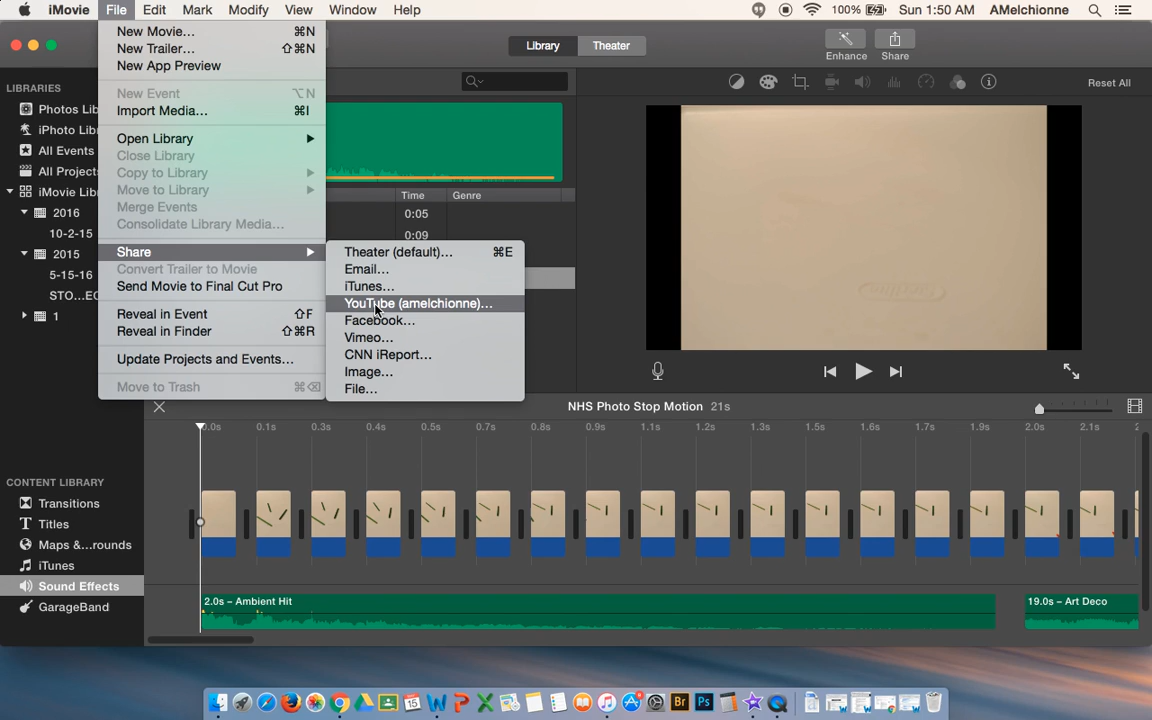 iMovie File Edit Mark Modify View Window Help 100% Sun 1:50 AM AMelchionne
New Movie... ⌘N
New Trailer... ⇧⌘N
New App Preview
New Event ⌥N
Import Media... ⌘I
Open Library
Close Library
Copy to Library
Move to Library
Merge Events
Consolidate Library Media...
Share
Convert Trailer to Movie
Send Movie to Final Cut Pro
Reveal in Event ⇧F
Reveal in Finder ⇧⌘R
Update Projects and Events...
Move to Trash ⌘⌫
Theater (default)... ⌘E
Email...
iTunes...
YouTube (amelchionne)...
Facebook...
Vimeo...
CNN iReport...
Image...
File...
Library Theater
Enhance Share
Reset All
LIBRARIES
Photos Lib
iPhoto Libr
All Events
All Projects
iMovie Libr
2016
10-2-15
2015
5-15-16
STO...EC
1
Time Genre
0:05
0:09
NHS Photo Stop Motion 21s
0.0s 0.1s 0.3s 0.4s 0.5s 0.7s 0.8s 0.9s 1.1s 1.2s 1.3s 1.5s 1.6s 1.7s 1.9s 2.0s 2.1s 2
2.0s – Ambient Hit 19.0s – Art Deco
CONTENT LIBRARY
Transitions
T Titles
Maps &...rounds
iTunes
Sound Effects
GarageBand
15 W P X Br Ps